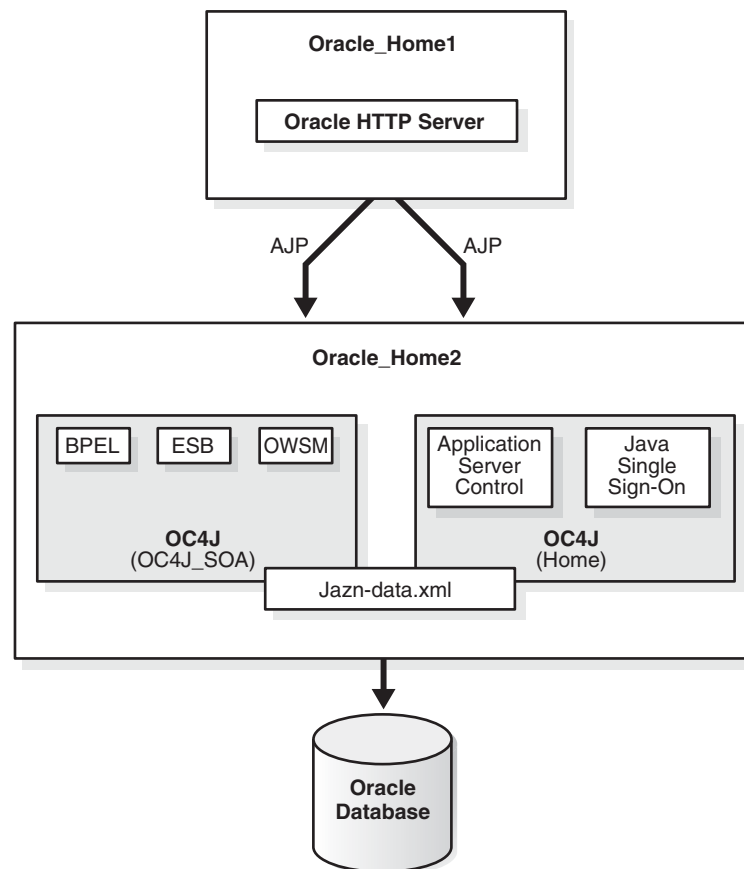 Oracle_Home1
Oracle HTTP Server
AJP
AJP
Oracle_Home2
BPEL
ESB
OWSM
OC4J
(OC4J_SOA)
Application
Server
Control
Java
Single
Sign-On
OC4J
(Home)
Jazn-data.xml
Oracle
Database